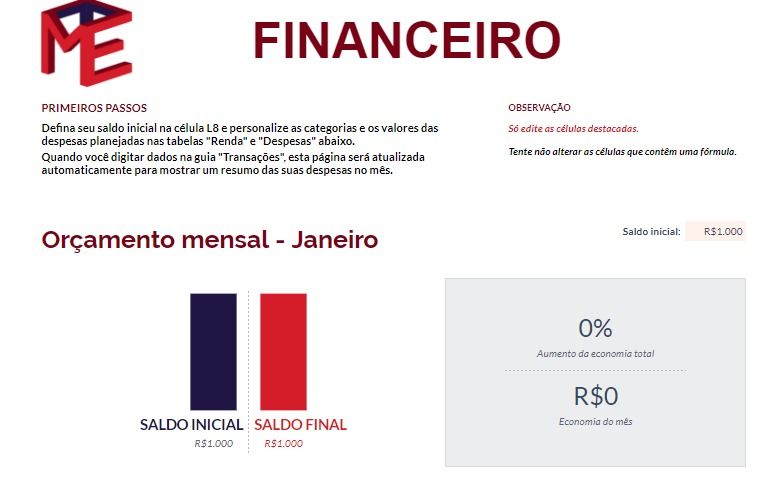 FINANCEIRO
PRIMEIROS PASSOS
Defina seu saldo inicial na célula L8 e personalize as categorias e os valores das
despesas planejadas nas tabelas "Renda" e "Despesas" abaixo.
Quando você digitar dados na guia "Transações", esta página será atualizada
automaticamente para mostrar um resumo das suas despesas no mês.
OBSERVAÇÃO
Só edite as células destacadas.
Tente não alterar as células que contêm uma fórmula.
Orçamento mensal - Janeiro
Saldo inicial: R$1.000
SALDO INICIAL
R$1.000
SALDO FINAL
R$1.000
0%
Aumento da economia total
R$0
Economia do mês